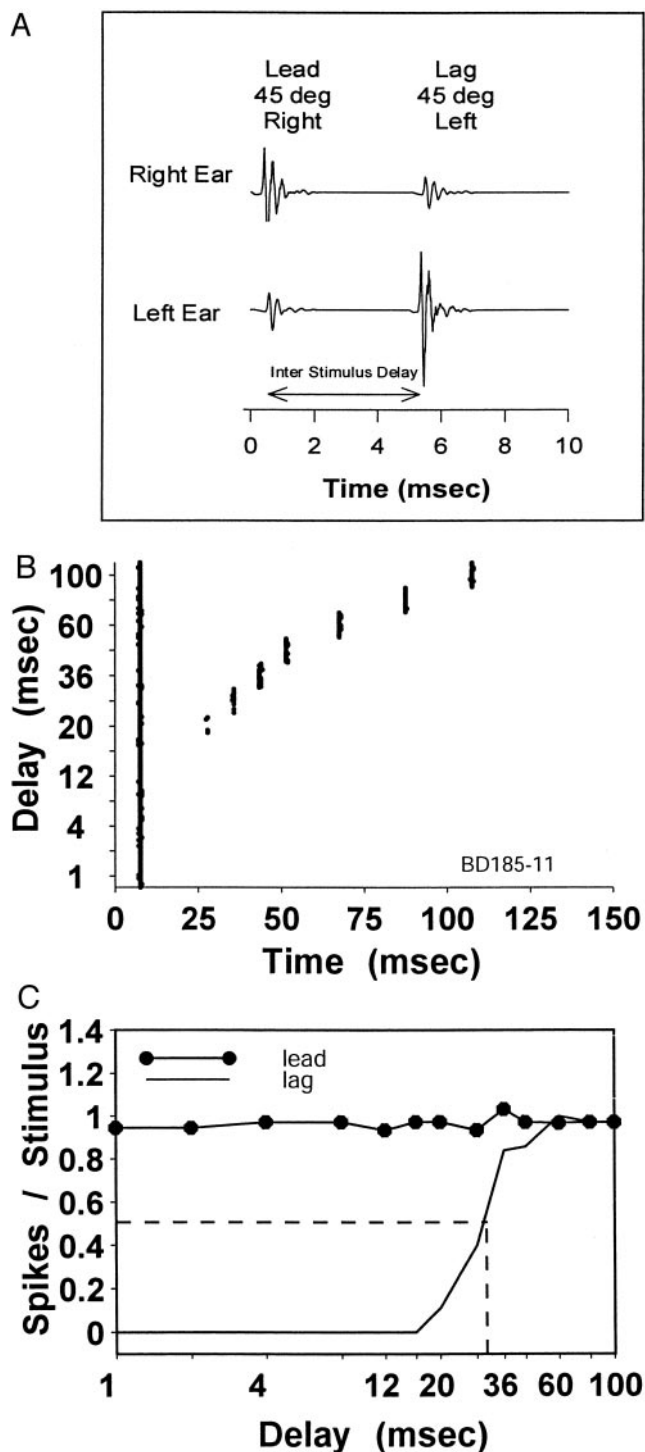 A
Lead
45 deg
Right
Lag
45 deg
Left
Right Ear
Left Ear
Inter Stimulus Delay
0 2 4 6 8 10
Time (msec)
B
Delay (msec)
100
60
36
20
12
4
1
BD185-11
0 25 50 75 100 125 150
Time (msec)
C
Spikes / Stimulus
1.4
1.2
1
0.8
0.6
0.4
0.2
0
lead
lag
1 4 12 20 36 60 100
Delay (msec)